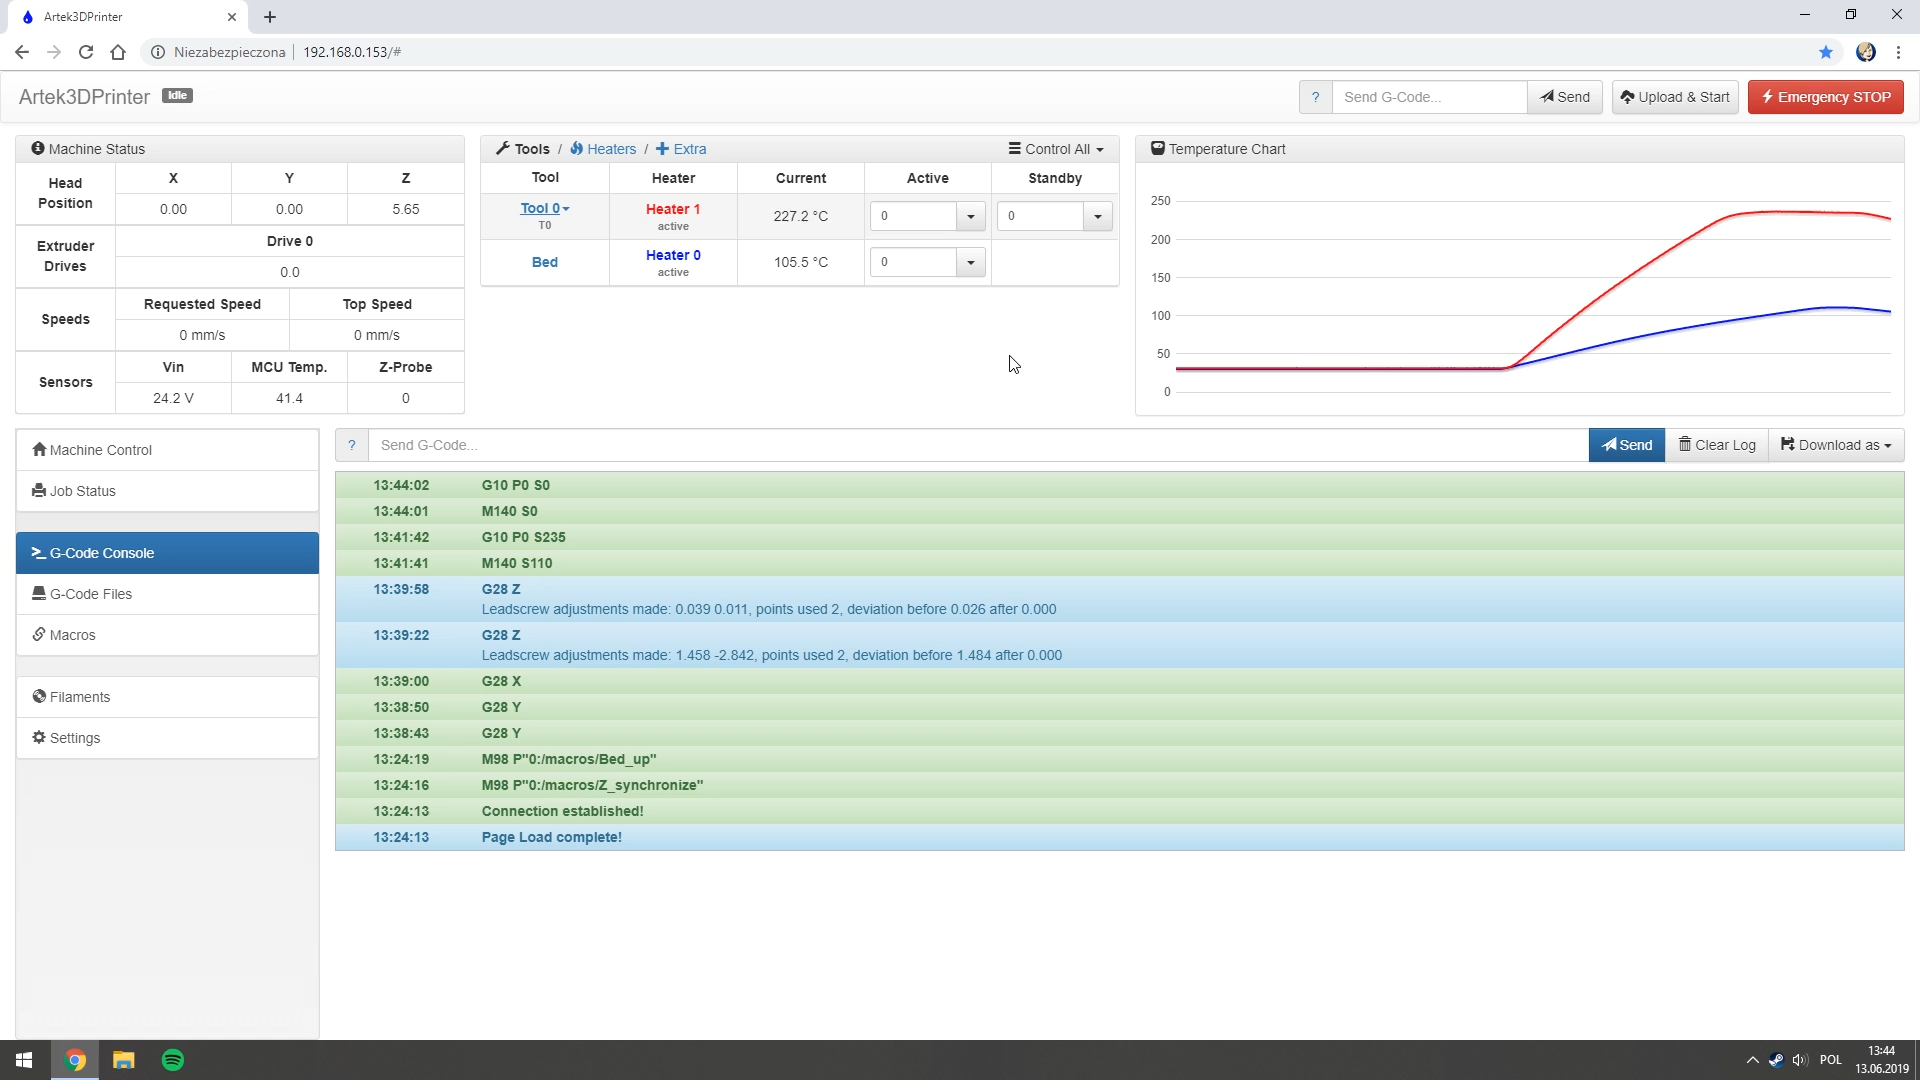 Artek3DPrinter
Niezabezpieczona 192.168.0.153/#
Artek3DPrinter Idle
? Send G-Code... Send Upload & Start Emergency STOP
Machine Status
Head Position X Y Z
0.00 0.00 5.65
Extruder Drives Drive 0
0.0
Speeds Requested Speed Top Speed
0 mm/s 0 mm/s
Sensors Vin MCU Temp. Z-Probe
24.2 V 41.4 0
Tools / Heaters / Extra Control All
Tool Heater Current Active Standby
Tool 0 Heater 1 227.2 °C 0 0
T0 active
Bed Heater 0 105.5 °C 0
active
Temperature Chart
250
200
150
100
50
0
Machine Control
Job Status
G-Code Console
G-Code Files
Macros
Filaments
Settings
? Send G-Code... Send Clear Log Download as
13:44:02 G10 P0 S0
13:44:01 M140 S0
13:41:42 G10 P0 S235
13:41:41 M140 S110
13:39:58 G28 Z
Leadscrew adjustments made: 0.039 0.011, points used 2, deviation before 0.026 after 0.000
13:39:22 G28 Z
Leadscrew adjustments made: 1.458 -2.842, points used 2, deviation before 1.484 after 0.000
13:39:00 G28 X
13:38:50 G28 Y
13:38:43 G28 Y
13:24:19 M98 P"0:/macros/Bed_up"
13:24:16 M98 P"0:/macros/Z_synchronize"
13:24:13 Connection established!
13:24:13 Page Load complete!
POL 13:44
13.06.2019